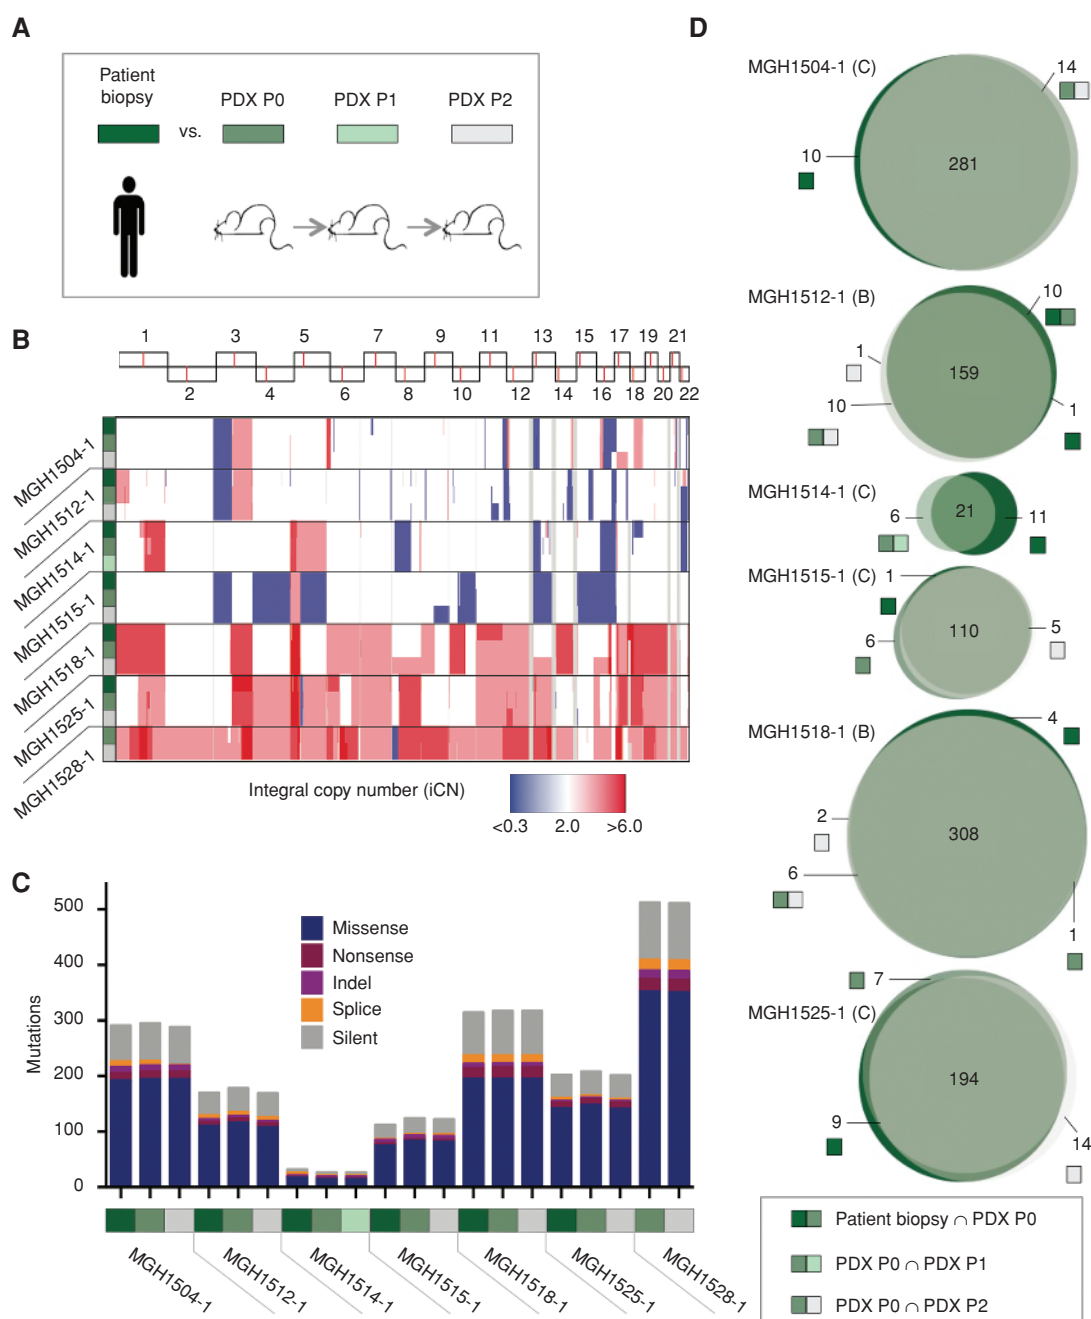 A
Patient
biopsy
vs.
PDX P0
PDX P1
PDX P2
B
1 3 5 7 9 11 13 15 17 19 21
2 4 6 8 10 12 14 16 18 20 22
MGH1504-1
MGH1512-1
MGH1514-1
MGH1515-1
MGH1518-1
MGH1525-1
MGH1528-1
Integral copy number (iCN)
<0.3 2.0 >6.0
C
Mutations
500
400
300
200
100
0
Missense
Nonsense
Indel
Splice
Silent
MGH1504-1
MGH1512-1
MGH1514-1
MGH1515-1
MGH1518-1
MGH1525-1
MGH1528-1
D
MGH1504-1 (C)
14
10
281
MGH1512-1 (B)
10
1
159
10
1
MGH1514-1 (C)
6
21
11
MGH1515-1 (C)
1
110
5
6
MGH1518-1 (B)
4
2
308
6
1
7
MGH1525-1 (C)
194
9
14
Patient biopsy ∩ PDX P0
PDX P0 ∩ PDX P1
PDX P0 ∩ PDX P2